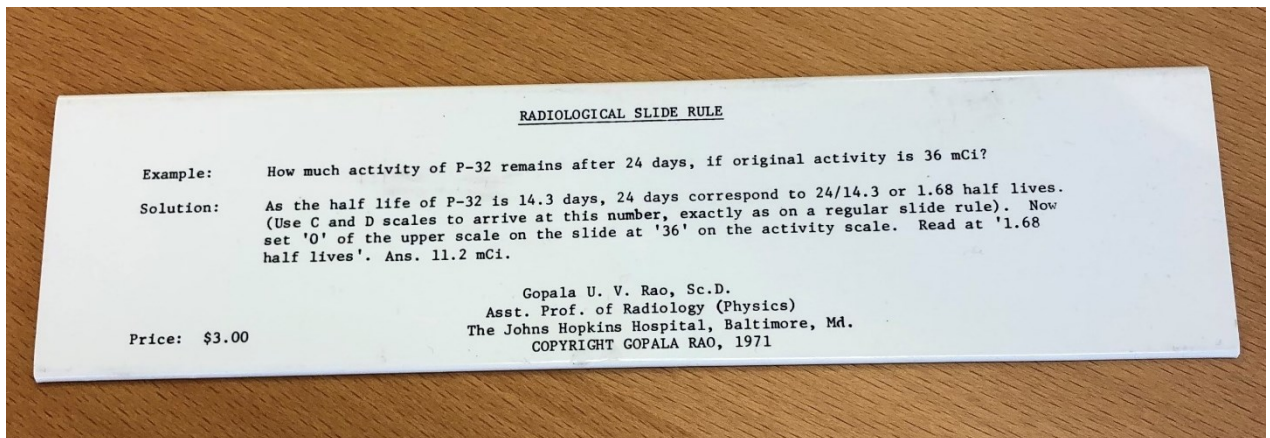 RADIOLOGICAL SLIDE RULE
Example: How much activity of P-32 remains after 24 days, if original activity is 36 mCi?
Solution: As the half life of P-32 is 14.3 days, 24 days correspond to 24/14.3 or 1.68 half lives.
(Use C and D scales to arrive at this number, exactly as on a regular slide rule). Now
set '0' of the upper scale on the slide at '36' on the activity scale. Read at '1.68
half lives'. Ans. 11.2 mCi.
Gopala U. V. Rao, Sc.D.
Asst. Prof. of Radiology (Physics)
The Johns Hopkins Hospital, Baltimore, Md.
Price: $3.00
COPYRIGHT GOPALA RAO, 1971